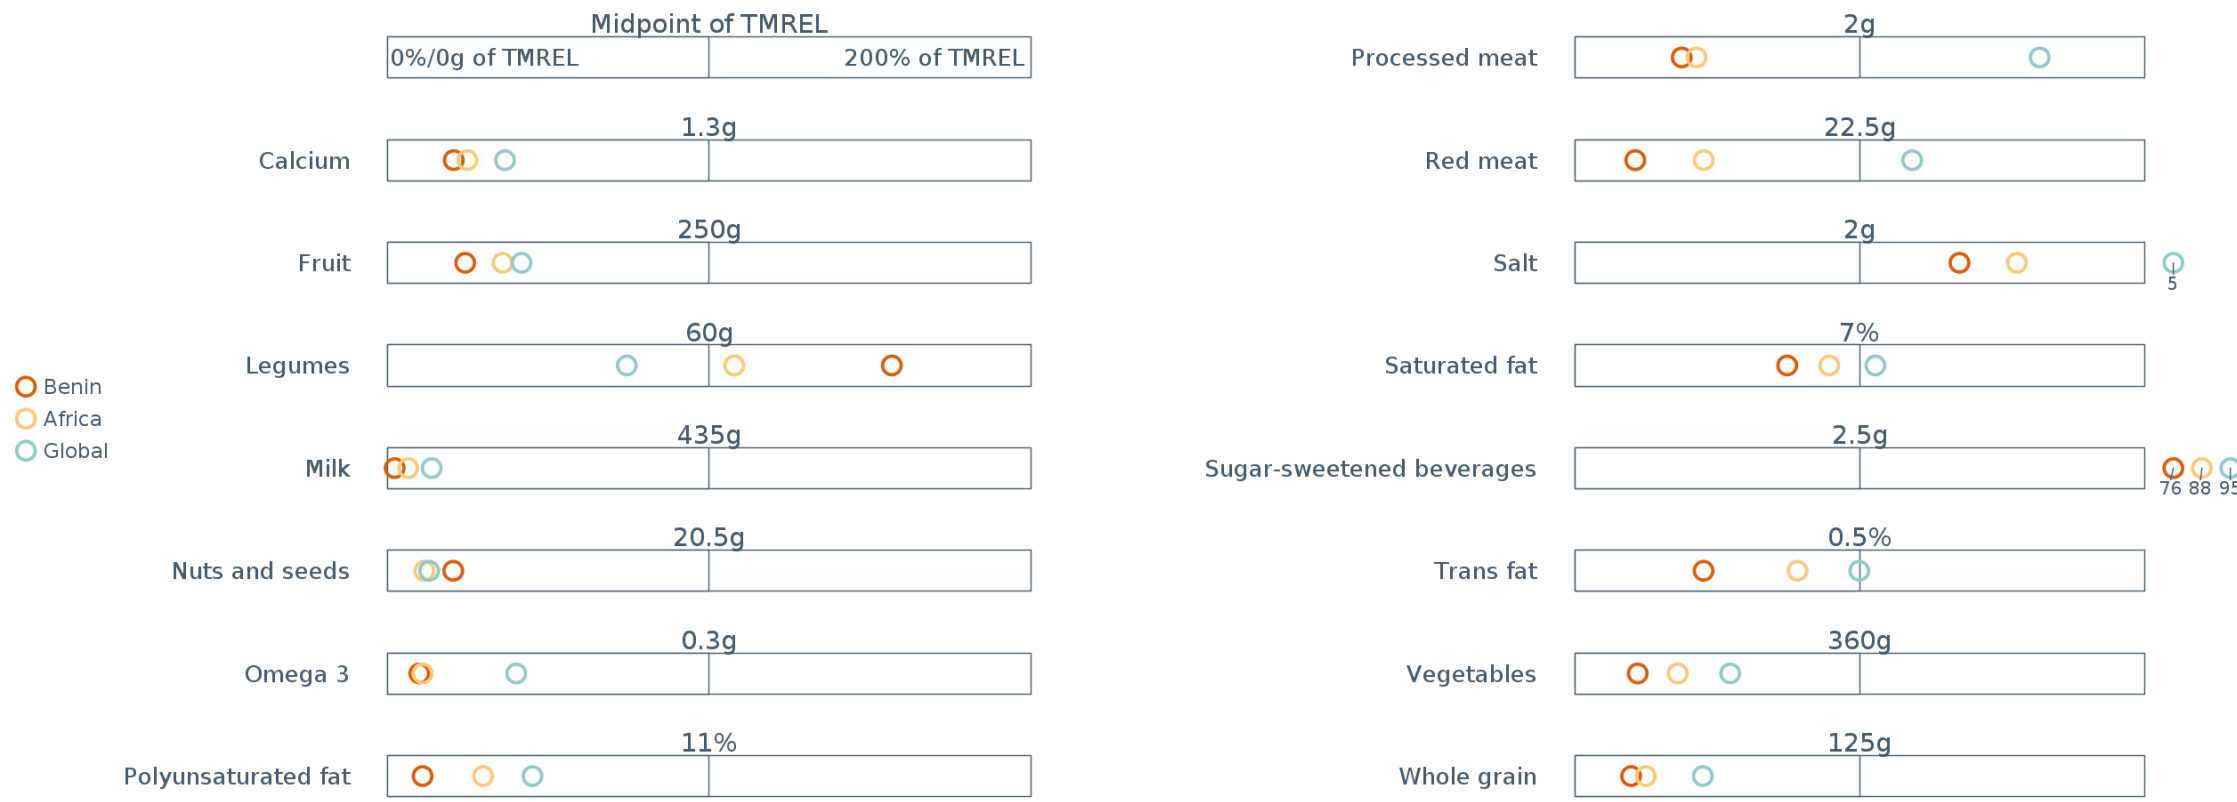 Midpoint of TMREL
0%/0g of TMREL
200% of TMREL
1.3g
Calcium
250g
Fruit
60g
Legumes
435g
Milk
20.5g
Nuts and seeds
0.3g
Omega 3
11%
Polyunsaturated fat
Benin
Africa
Global
2g
Processed meat
22.5g
Red meat
2g
Salt
5
7%
Saturated fat
2.5g
Sugar-sweetened beverages
76 88 95
0.5%
Trans fat
360g
Vegetables
125g
Whole grain